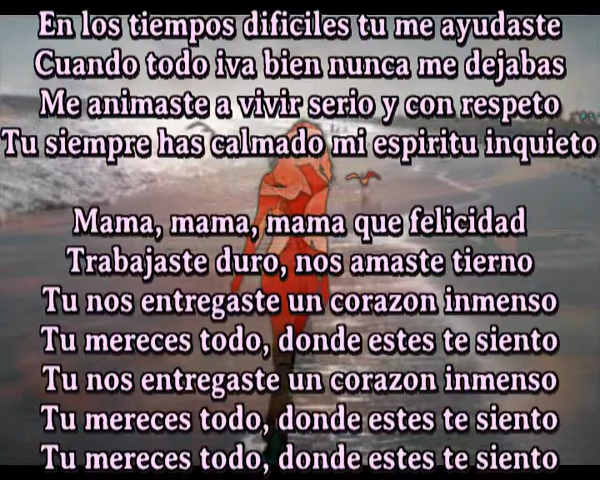 En los tiempos dificiles tu me ayudaste
Cuando todo iva bien nunca me dejabas
Me animaste a vivir serio y con respeto
Tu siempre has calmado mi espiritu inquieto
Mama, mama, mama que felicidad
Trabajaste duro, nos amaste tierno
Tu nos entregaste un corazon inmenso
Tu mereces todo, donde estes te siento
Tu nos entregaste un corazon inmenso
Tu mereces todo, donde estes te siento
Tu mereces todo, donde estes te siento